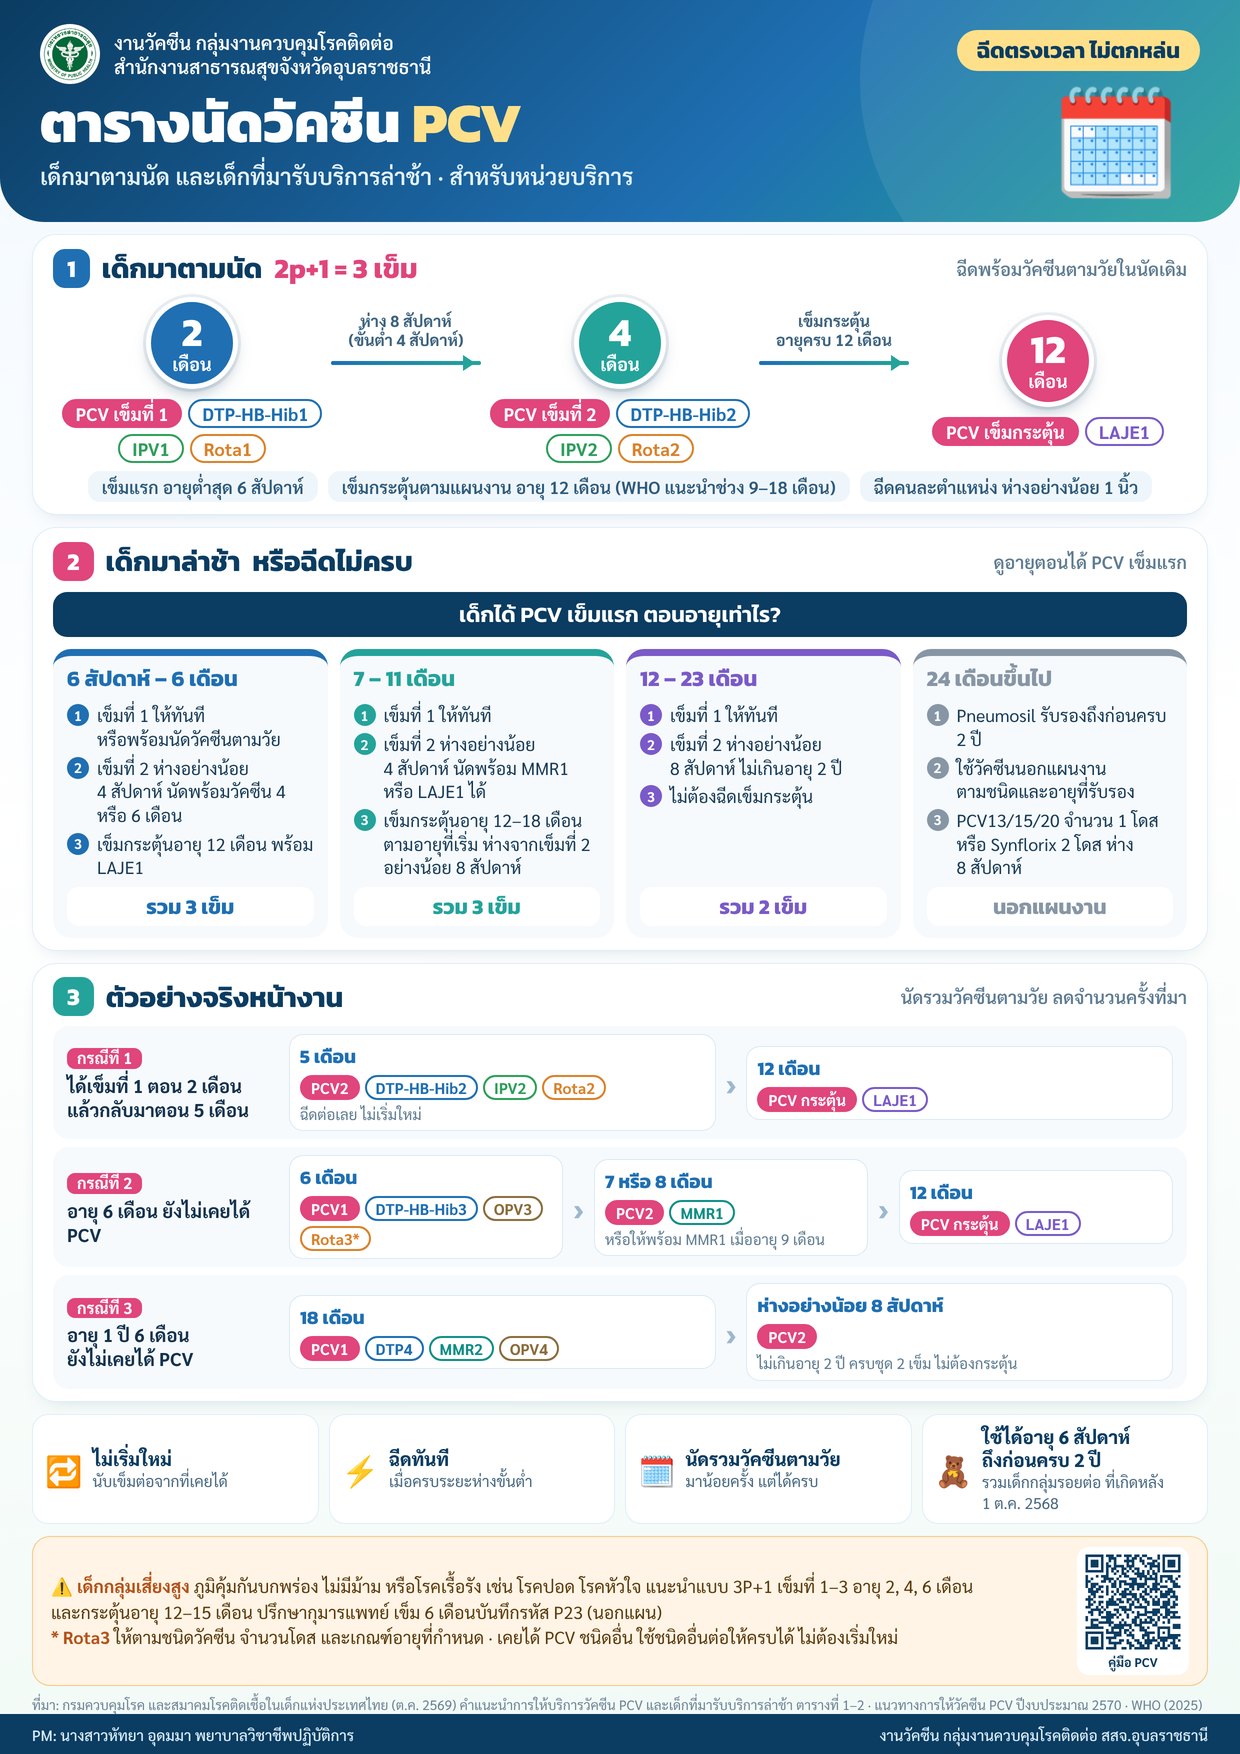 งานวัคซีน กลุ่มงานควบคุมโรคติดต่อ
สำนักงานสาธารณสุขจังหวัดอุบลราชธานี
ตารางนัดวัคซีน PCV
เด็กมาตามนัด และเด็กที่มารับบริการล่าช้า · สำหรับหน่วยบริการ
ฉีดตรงเวลา ไม่ตกหล่น
1 เด็กมาตามนัด 2p+1 = 3 เข็ม
ฉีดพร้อมวัคซีนตามวัยในนัดเดิม
2 เดือน
PCV เข็มที่ 1 DTP-HB-Hib1
IPV1 Rota1
ห่าง 8 สัปดาห์
(ขั้นต่ำ 4 สัปดาห์)
4 เดือน
PCV เข็มที่ 2 DTP-HB-Hib2
IPV2 Rota2
เข็มกระตุ้น
อายุครบ 12 เดือน
12 เดือน
PCV เข็มกระตุ้น LAJE1
เข็มแรก อายุต่ำสุด 6 สัปดาห์
เข็มกระตุ้นตามแผนงาน อายุ 12 เดือน (WHO แนะนำช่วง 9–18 เดือน)
ฉีดคนละตำแหน่ง ห่างอย่างน้อย 1 นิ้ว
2 เด็กมาล่าช้า หรือฉีดไม่ครบ
ดูอายุตอนได้ PCV เข็มแรก
เด็กได้ PCV เข็มแรก ตอนอายุเท่าไร?
6 สัปดาห์ – 6 เดือน
1 เข็มที่ 1 ให้ทันที
หรือพร้อมนัดวัคซีนตามวัย
2 เข็มที่ 2 ห่างอย่างน้อย
4 สัปดาห์ นัดพร้อมวัคซีน 4
หรือ 6 เดือน
3 เข็มกระตุ้นอายุ 12 เดือน พร้อม
LAJE1
รวม 3 เข็ม
7 – 11 เดือน
1 เข็มที่ 1 ให้ทันที
2 เข็มที่ 2 ห่างอย่างน้อย
4 สัปดาห์ นัดพร้อม MMR1
หรือ LAJE1 ได้
3 เข็มกระตุ้นอายุ 12–18 เดือน
ตามอายุที่เริ่ม ห่างจากเข็มที่ 2
อย่างน้อย 8 สัปดาห์
รวม 3 เข็ม
12 – 23 เดือน
1 เข็มที่ 1 ให้ทันที
2 เข็มที่ 2 ห่างอย่างน้อย
8 สัปดาห์ ไม่เกินอายุ 2 ปี
3 ไม่ต้องฉีดเข็มกระตุ้น
รวม 2 เข็ม
24 เดือนขึ้นไป
1 Pneumosil รับรองถึงก่อนครบ
2 ปี
2 ใช้วัคซีนนอกแผนงาน
ตามชนิดและอายุที่รับรอง
3 PCV13/15/20 จำนวน 1 โดส
หรือ Synflorix 2 โดส ห่าง
8 สัปดาห์
นอกแผนงาน
3 ตัวอย่างจริงหน้างาน
นัดรวมวัคซีนตามวัย ลดจำนวนครั้งที่มา
กรณีที่ 1
ได้เข็มที่ 1 ตอน 2 เดือน
แล้วกลับมาตอน 5 เดือน
5 เดือน
PCV2 DTP-HB-Hib2 IPV2 Rota2
ฉีดต่อเลย ไม่เริ่มใหม่
›
12 เดือน
PCV กระตุ้น LAJE1
กรณีที่ 2
อายุ 6 เดือน ยังไม่เคยได้
PCV
6 เดือน
PCV1 DTP-HB-Hib3 OPV3
Rota3*
›
7 หรือ 8 เดือน
PCV2 MMR1
หรือให้พร้อม MMR1 เมื่ออายุ 9 เดือน
›
12 เดือน
PCV กระตุ้น LAJE1
กรณีที่ 3
อายุ 1 ปี 6 เดือน
ยังไม่เคยได้ PCV
18 เดือน
PCV1 DTP4 MMR2 OPV4
›
ห่างอย่างน้อย 8 สัปดาห์
PCV2
ไม่เกินอายุ 2 ปี ครบชุด 2 เข็ม ไม่ต้องกระตุ้น
ไม่เริ่มใหม่
นับเข็มต่อจากที่เคยได้
ฉีดทันที
เมื่อครบระยะห่างขั้นต่ำ
นัดรวมวัคซีนตามวัย
มาน้อยครั้ง แต่ได้ครบ
ใช้ได้อายุ 6 สัปดาห์
ถึงก่อนครบ 2 ปี
รวมเด็กกลุ่มรอยต่อ ที่เกิดหลัง
1 ต.ค. 2568
⚠️ เด็กกลุ่มเสี่ยงสูง ภูมิคุ้มกันบกพร่อง ไม่มีม้าม หรือโรคเรื้อรัง เช่น โรคปอด โรคหัวใจ แนะนำแบบ 3P+1 เข็มที่ 1–3 อายุ 2, 4, 6 เดือน
และกระตุ้นอายุ 12–15 เดือน ปรึกษากุมารแพทย์ เข็ม 6 เดือนบันทึกรหัส P23 (นอกแผน)
* Rota3 ให้ตามชนิดวัคซีน จำนวนโดส และเกณฑ์อายุที่กำหนด · เคยได้ PCV ชนิดอื่น ใช้ชนิดอื่นต่อให้ครบได้ ไม่ต้องเริ่มใหม่
คู่มือ PCV
ที่มา: กรมควบคุมโรค และสมาคมโรคติดเชื้อในเด็กแห่งประเทศไทย (ต.ค. 2569) คำแนะนำการให้บริการวัคซีน PCV และเด็กที่มารับบริการล่าช้า ตารางที่ 1–2 · แนวทางการให้วัคซีน PCV ปีงบประมาณ 2570 · WHO (2025)
PM: นางสาวหัทยา อุดมมา พยาบาลวิชาชีพปฏิบัติการ
งานวัคซีน กลุ่มงานควบคุมโรคติดต่อ สสจ.อุบลราชธานี